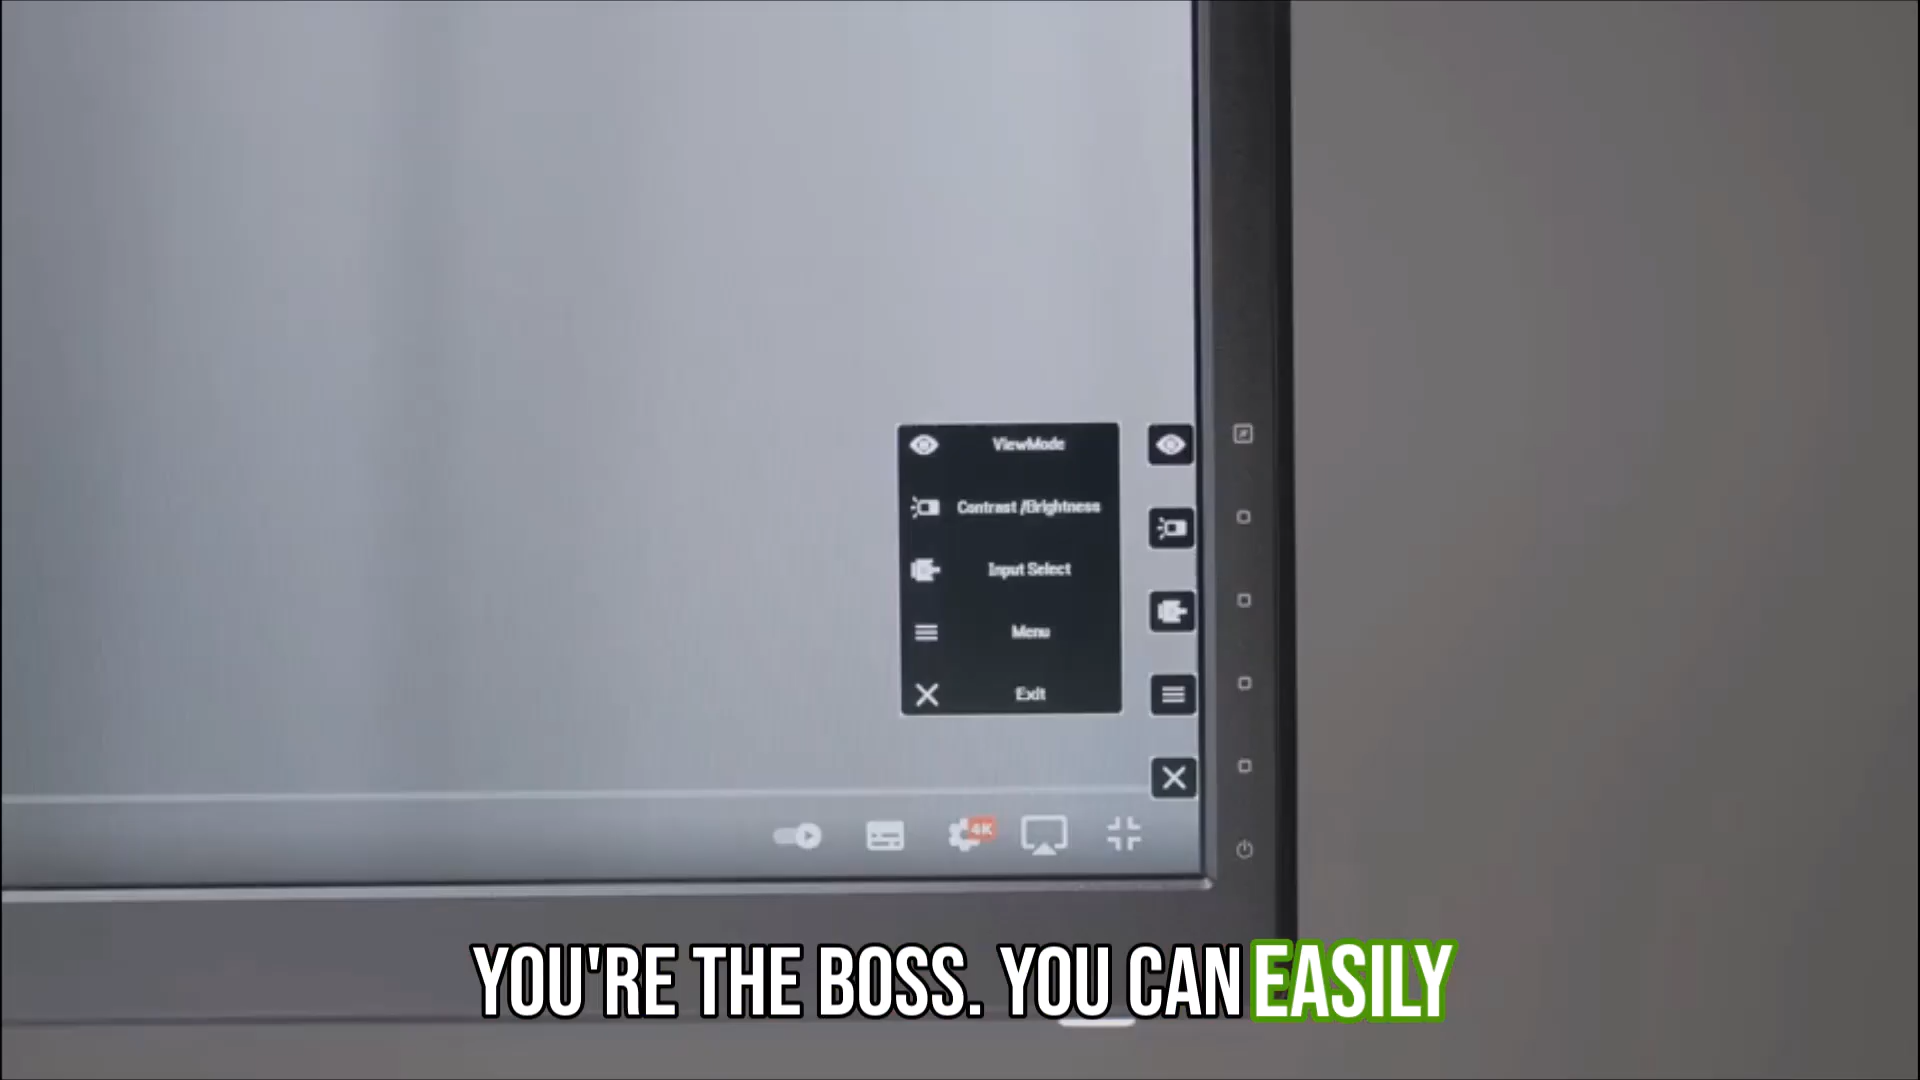 ViewMode
Contrast /Brightness
Input Select
Menu
Exit
4K
YOU'RE THE BOSS. YOU CAN EASILY